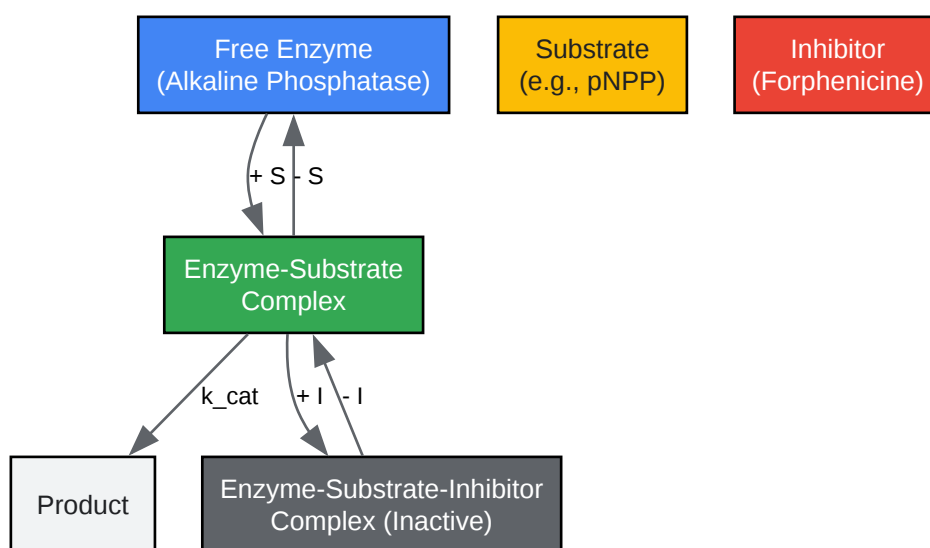 Free Enzyme
(Alkaline Phosphatase)
Substrate
(e.g., pNPP)
Inhibitor
(Forphenicine)
+ S
- S
Enzyme-Substrate
Complex
k_cat
+ I
- I
Product
Enzyme-Substrate-Inhibitor
Complex (Inactive)